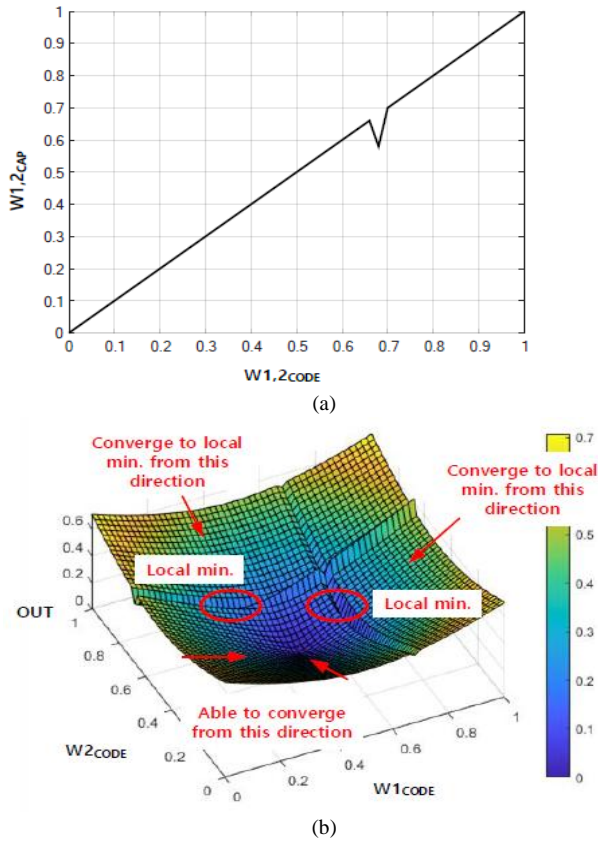 1
0.9
0.8
0.7
0.6
0.5
0.4
0.3
0.2
0.1
0
W1,2CAP
0 0.1 0.2 0.3 0.4 0.5 0.6 0.7 0.8 0.9 1
W1,2CODE
(a)
Converge to local
min. from this
direction
Converge to local
min. from this
direction
Local min.
Local min.
Able to converge
from this direction
OUT
0.6
0.4
0.2
0
1
0.8
0.6
0.4
0.2
0
W2CODE
0
0.2
0.4
0.6
0.8
1
W1CODE
0.7
0.6
0.5
0.4
0.3
0.2
0.1
0
(b)